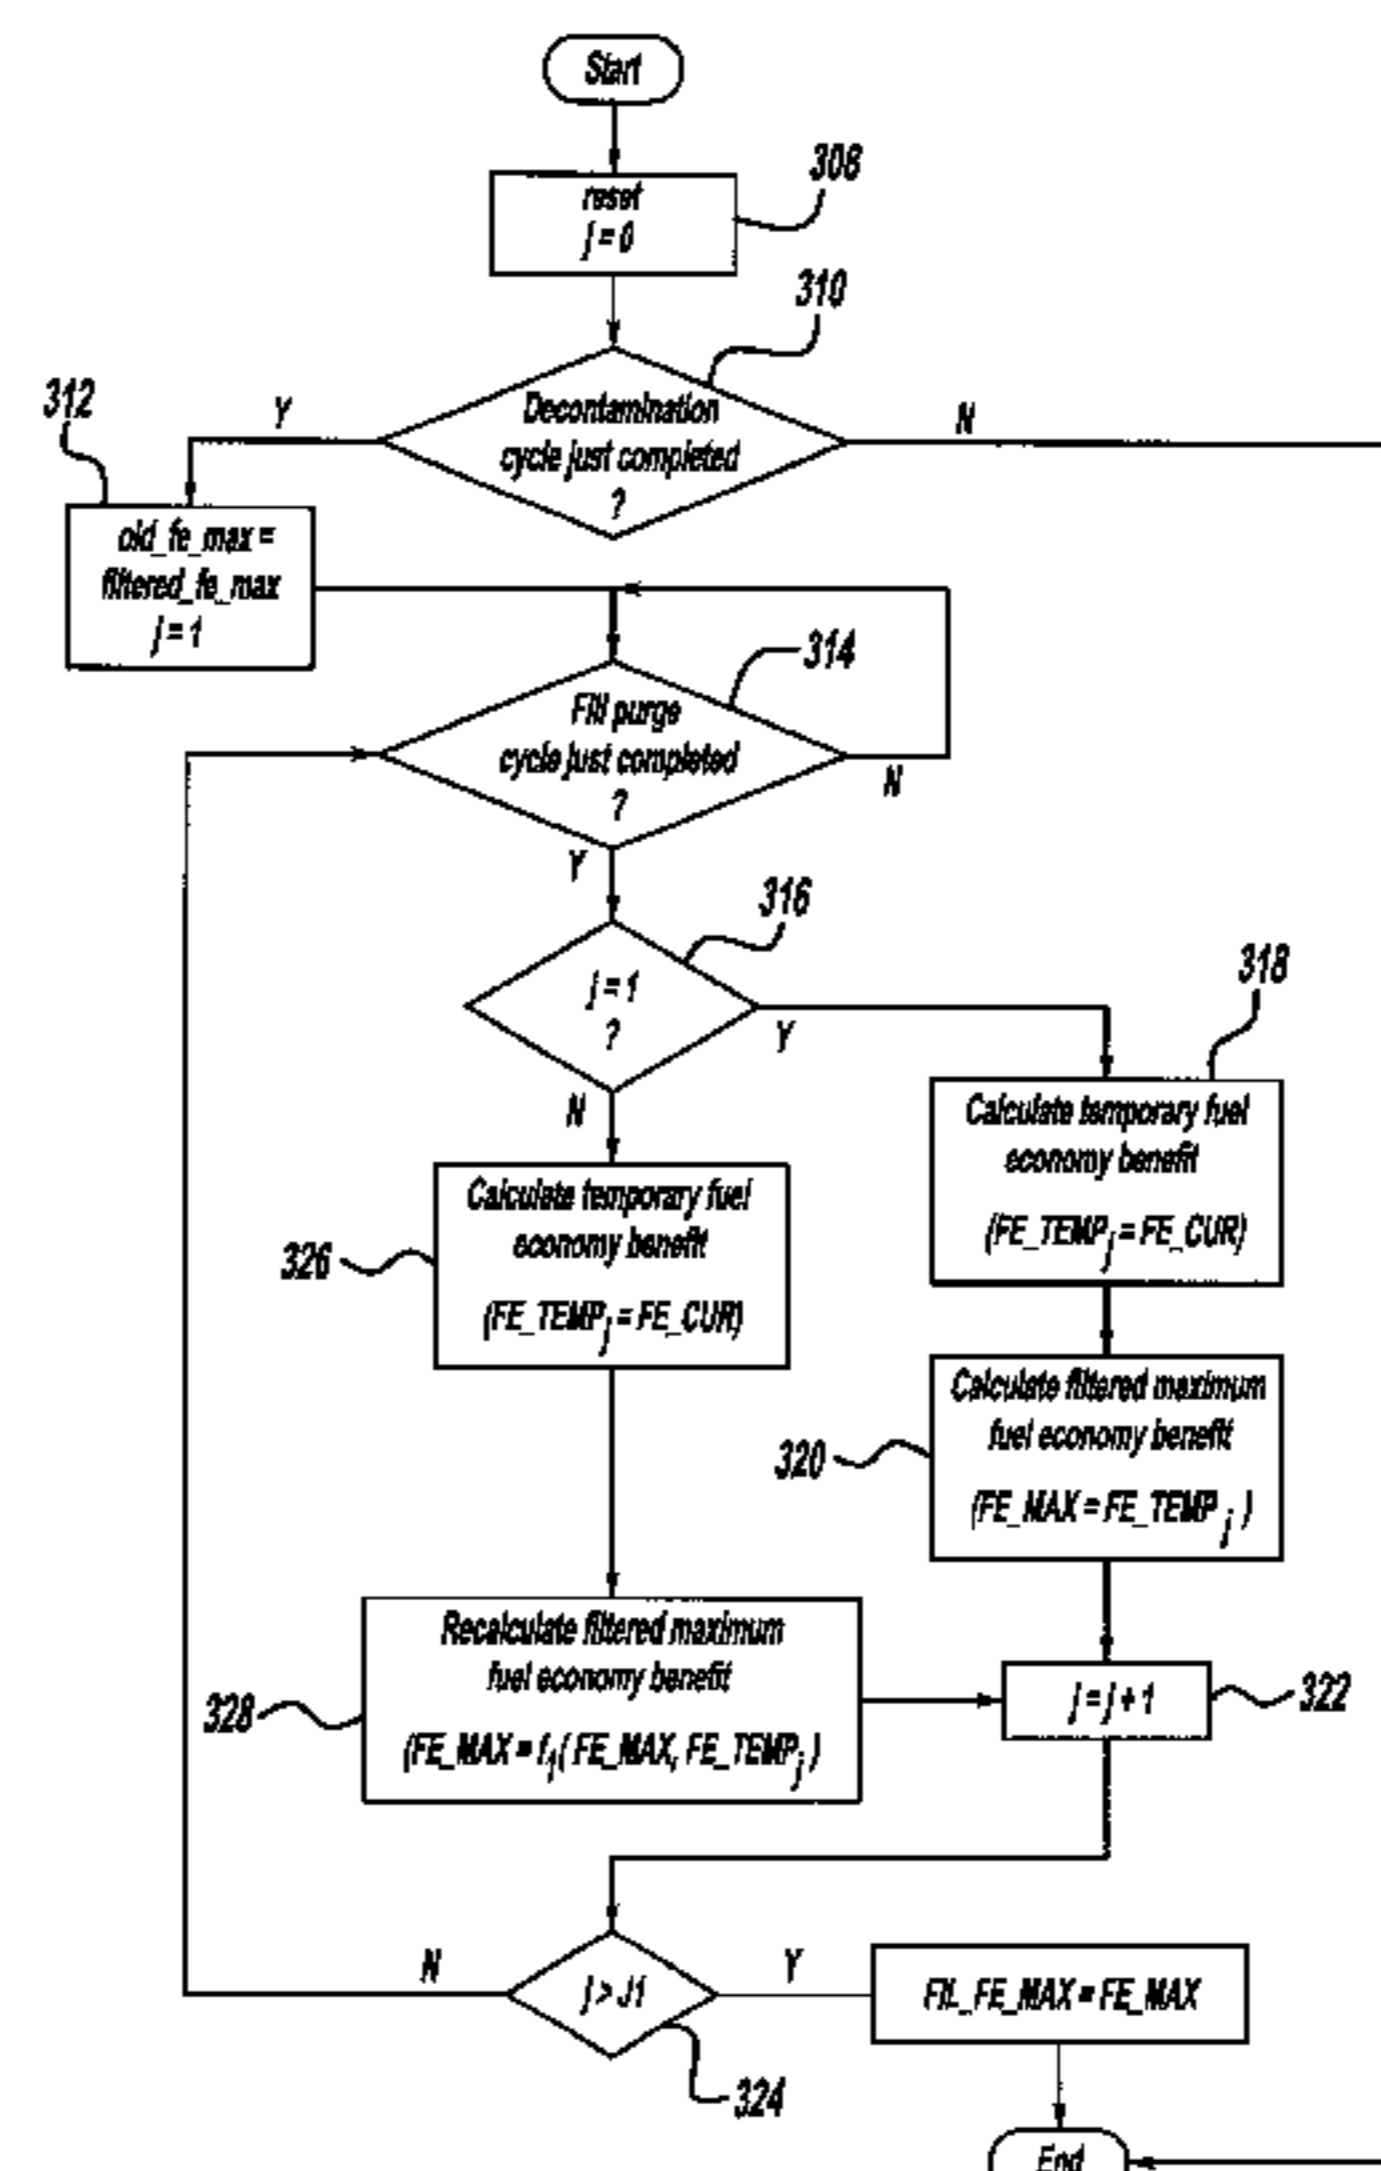 Start
308
reset
j = 0
310
312
Y
N
Decontamination
cycle just completed
?
old_fe_max =
filtered_fe_max
j = 1
314
Fill purge
cycle just completed
?
N
Y
316
j = 1
?
Y
318
N
Calculate temporary fuel
economy benefit
(FE_TEMPj = FE_CUR)
Calculate temporary fuel
economy benefit
(FE_TEMPj = FE_CUR)
326
Calculate filtered maximum
fuel economy benefit
(FE_MAX = FE_TEMP j )
320
Recalculate filtered maximum
fuel economy benefit
(FE_MAX = f1( FE_MAX, FE_TEMPj )
328
j = j + 1
322
N
Y
j > J1
FIL_FE_MAX = FE_MAX
324
End